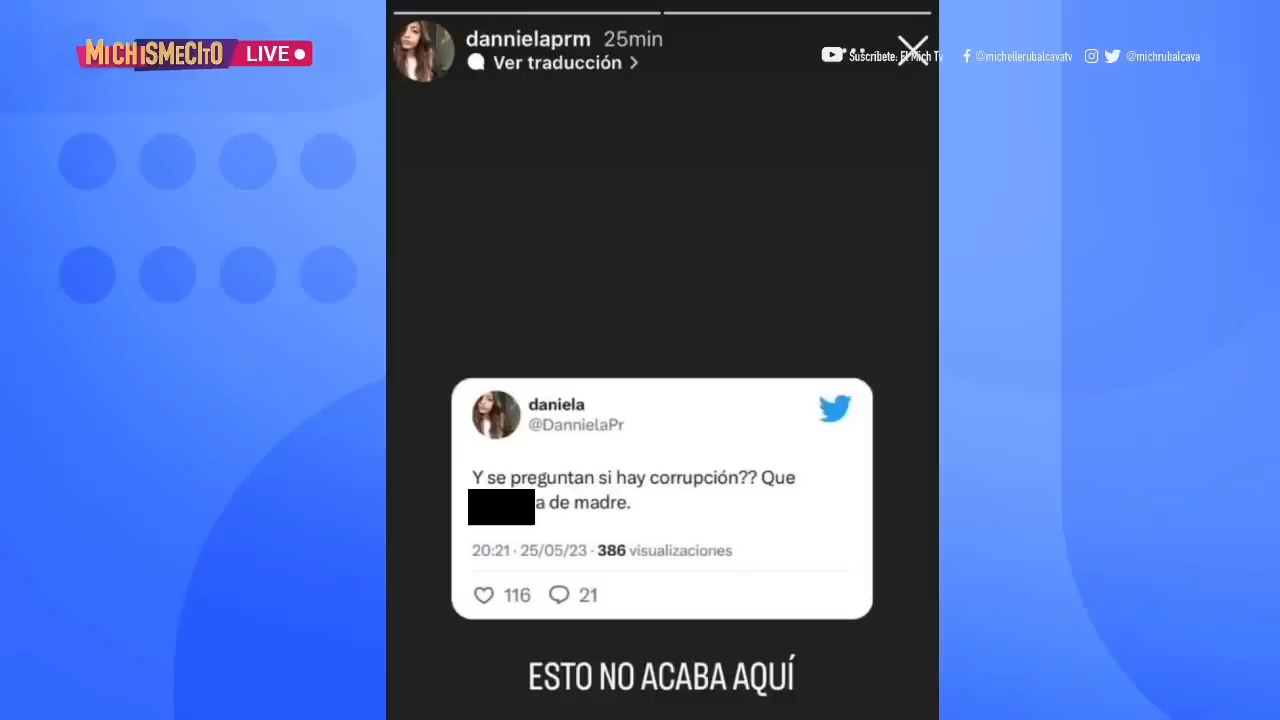 MICHISMECITO LIVE
dannielaprm 25min
Ver traducción
Suscríbete: El Mich Tv @michellerubalcavatv @michrubalcava
daniela
@DannielaPr
Y se preguntan si hay corrupción?? Que
a de madre.
20:21 · 25/05/23 · 386 visualizaciones
116 21
ESTO NO ACABA AQUÍ